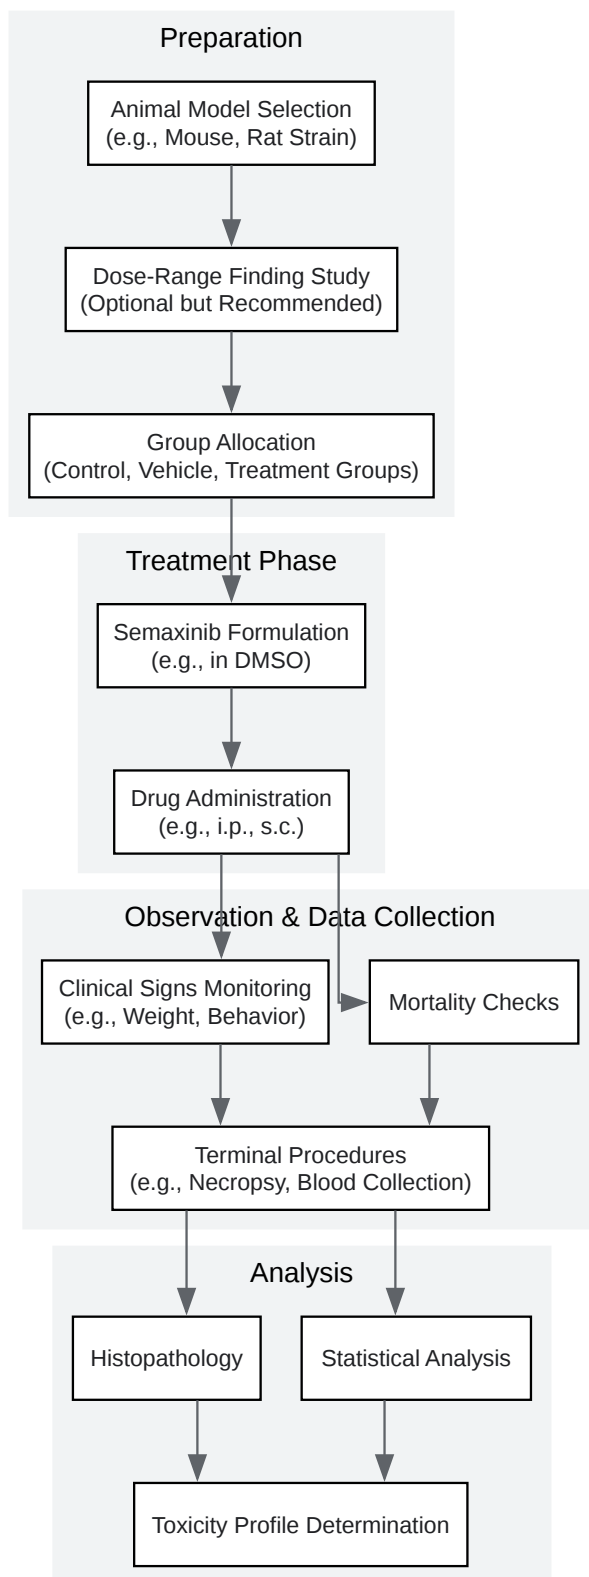 Preparation
Animal Model Selection
(e.g., Mouse, Rat Strain)
Dose-Range Finding Study
(Optional but Recommended)
Group Allocation
(Control, Vehicle, Treatment Groups)
Treatment Phase
Semaxinib Formulation
(e.g., in DMSO)
Drug Administration
(e.g., i.p., s.c.)
Observation & Data Collection
Clinical Signs Monitoring
(e.g., Weight, Behavior)
Mortality Checks
Terminal Procedures
(e.g., Necropsy, Blood Collection)
Analysis
Histopathology
Statistical Analysis
Toxicity Profile Determination